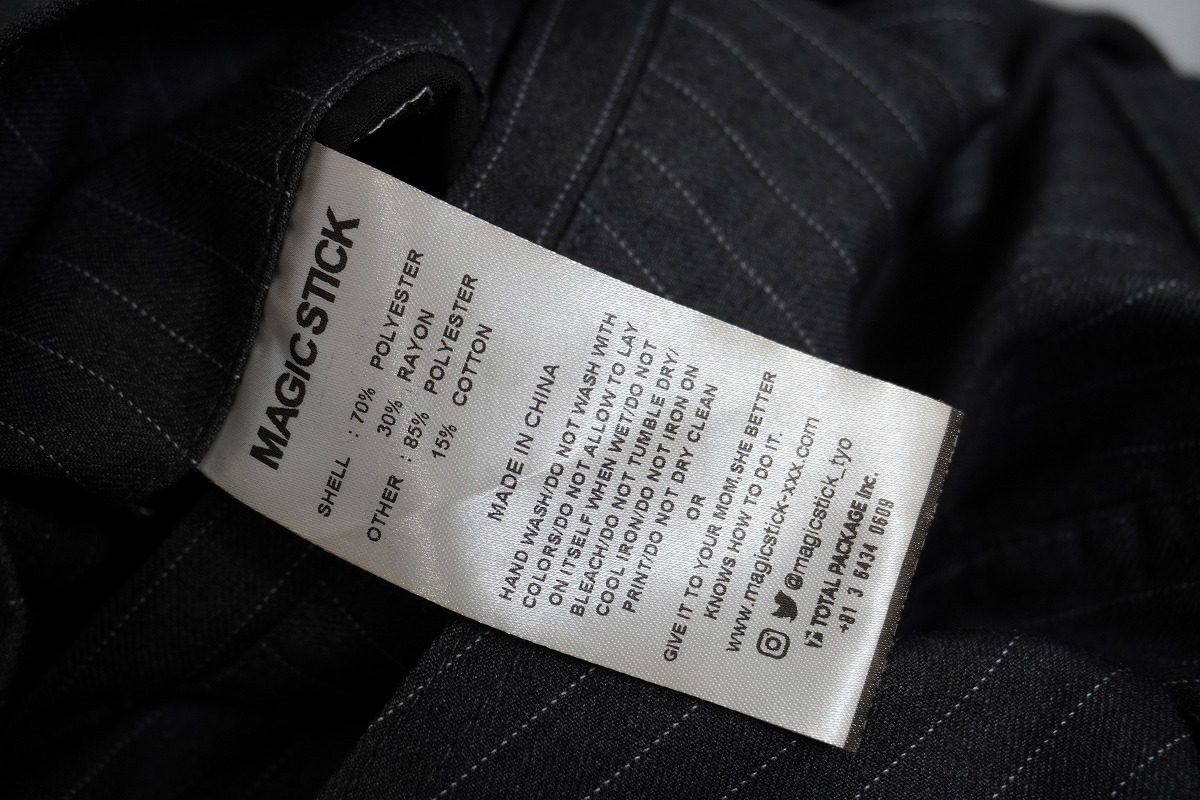 MAGIC STICK
SHELL : 70% POLYESTER
30% RAYON
OTHER : 85% POLYESTER
15% COTTON
MADE IN CHINA
HAND WASH/DO NOT WASH WITH
COLORS/DO NOT ALLOW TO LAY
ON ITSELF WHEN WET/DO NOT
BLEACH/DO NOT TUMBLE DRY/
COOL IRON/DO NOT IRON ON
PRINT/DO NOT DRY CLEAN
OR
GIVE IT TO YOUR MOM,SHE BETTER
KNOWS HOW TO DO IT.
www.magicstick-xxx.com
@magicstick_tyo
TOTAL PACKAGE Inc.
+81 3 6434 0609